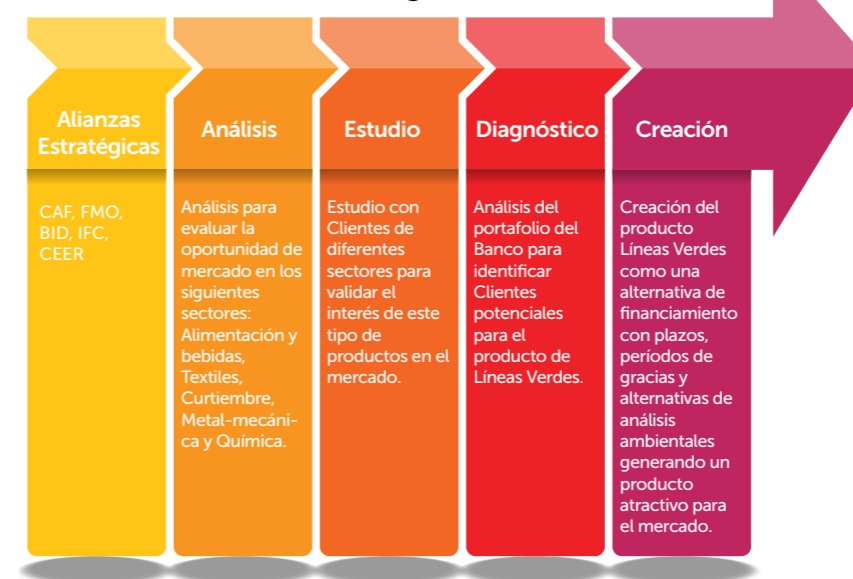 Alianzas
Estratégicas
CAF, FMO,
BID, IFC,
CEER
Análisis
Análisis para
evaluar la
oportunidad de
mercado en los
siguientes
sectores:
Alimentación y
bebidas,
Textiles,
Curtiembre,
Metal-mecáni-
ca y Química.
Estudio
Estudio con
Clientes de
diferentes
sectores para
validar el
interés de este
tipo de
productos en el
mercado.
Diagnóstico
Análisis del
portafolio del
Banco para
identificar
Clientes
potenciales
para el
producto de
Líneas Verdes.
Creación
Creación del
producto
Líneas Verdes
como una
alternativa de
financiamiento
con plazos,
períodos de
gracias y
alternativas de
análisis
ambientales
generando un
producto
atractivo para
el mercado.